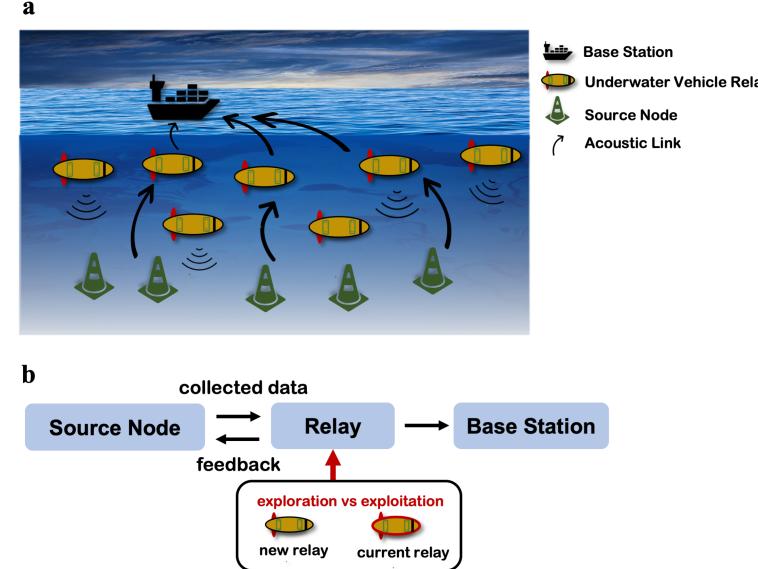 a
Base Station
Underwater Vehicle
Source Node
Acoustic Link
b
collected data
Source Node
Relay
Base Station
feedback
exploration vs exploitation
new relay
current relay